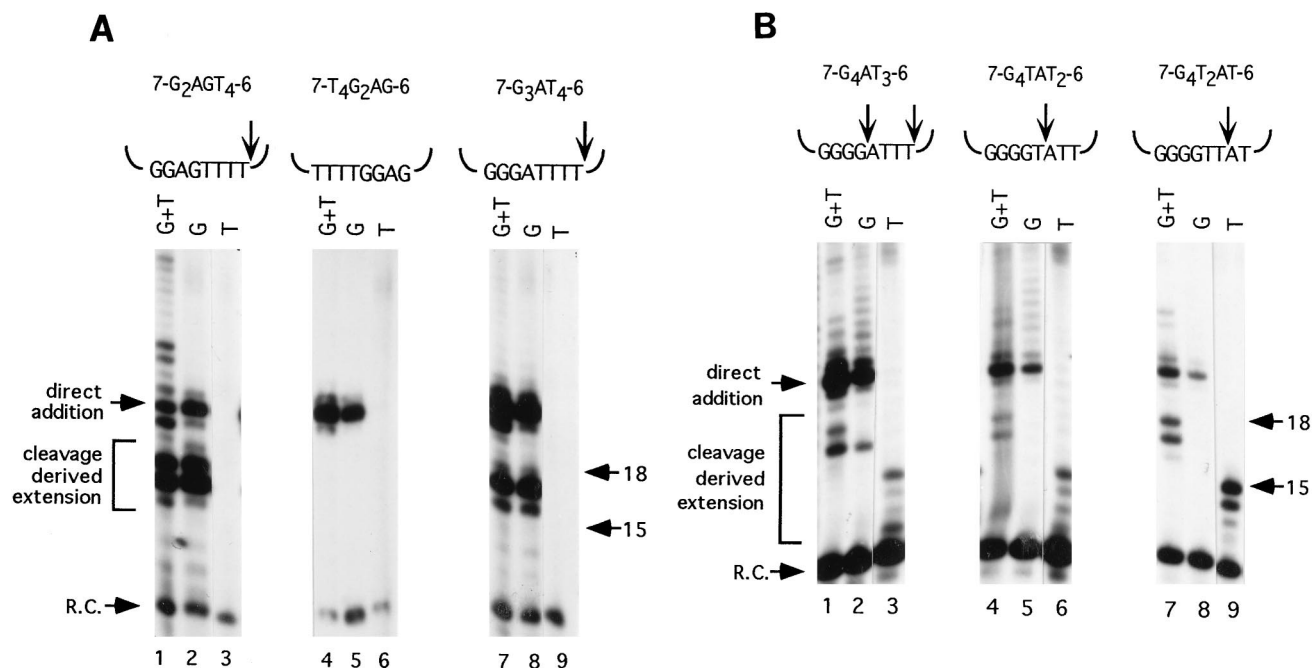 A
B
7-G2AGT4-6 7-T4G2AG-6 7-G3AT4-6
7-G4AT3-6 7-G4TAT2-6 7-G4T2AT-6
GGAGTTTT TTTTGGAG GGGATTTT
GGGGATTT GGGGTATT GGGGTTAT
G+T G T G+T G T G+T G T
G+T G T G+T G T G+T G T
direct
addition
cleavage
derived
extension
R.C.
18
15
1 2 3 4 5 6 7 8 9
direct
addition
cleavage
derived
extension
R.C.
18
15
1 2 3 4 5 6 7 8 9